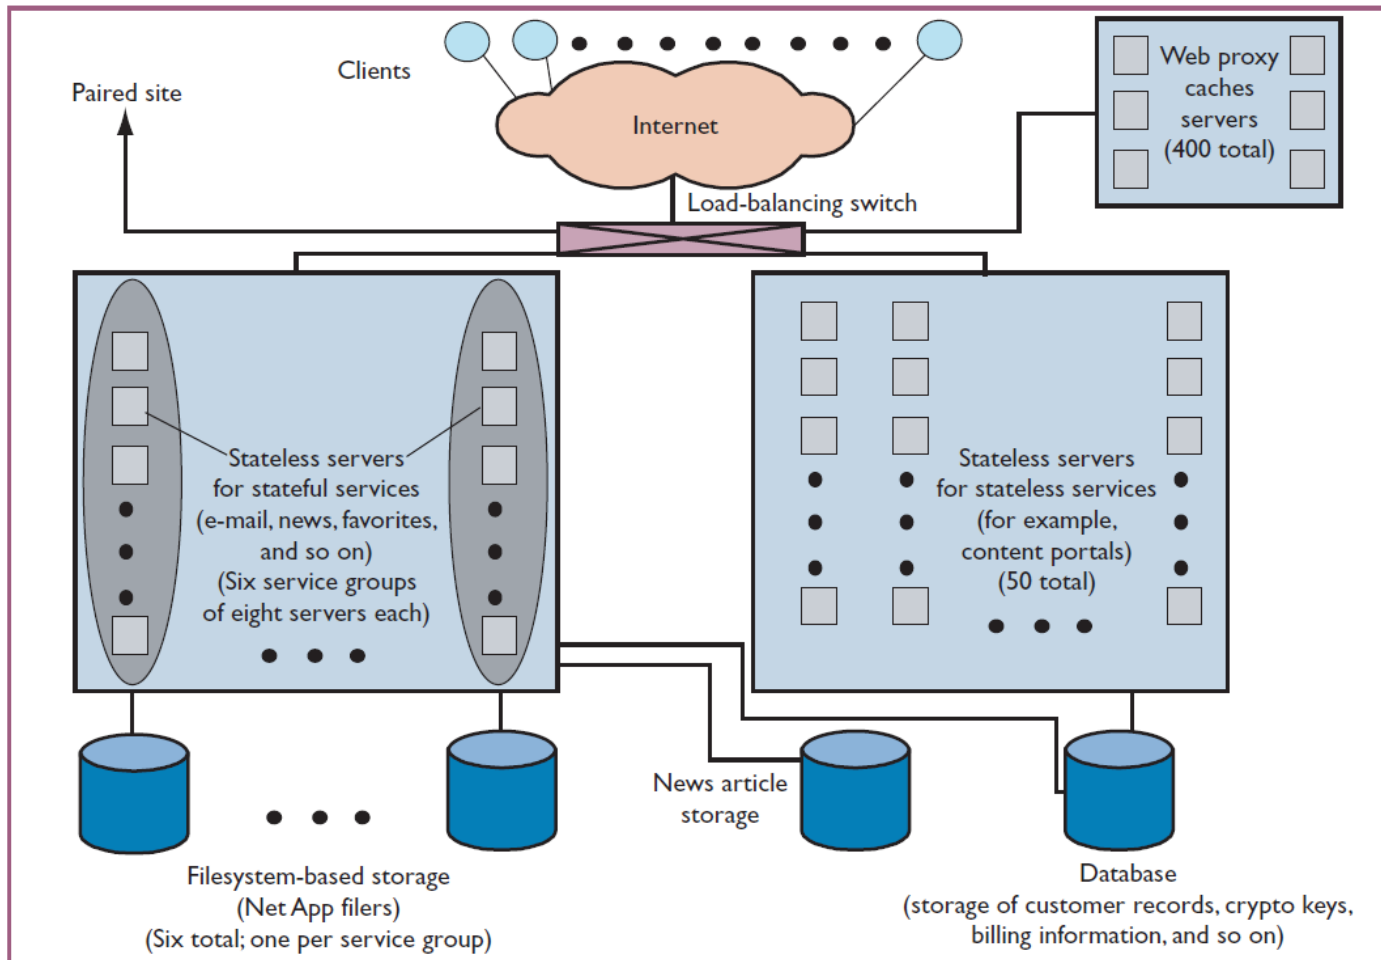 Clients
Paired site
Internet
Web proxy
caches
servers
(400 total)
Load-balancing switch
Stateless servers
for stateful services
(e-mail, news, favorites,
and so on)
(Six service groups
of eight servers each)
Stateless servers
for stateless services
(for example,
content portals)
(50 total)
News article
storage
Filesystem-based storage
(Net App filers)
(Six total; one per service group)
Database
(storage of customer records, crypto keys,
billing information, and so on)